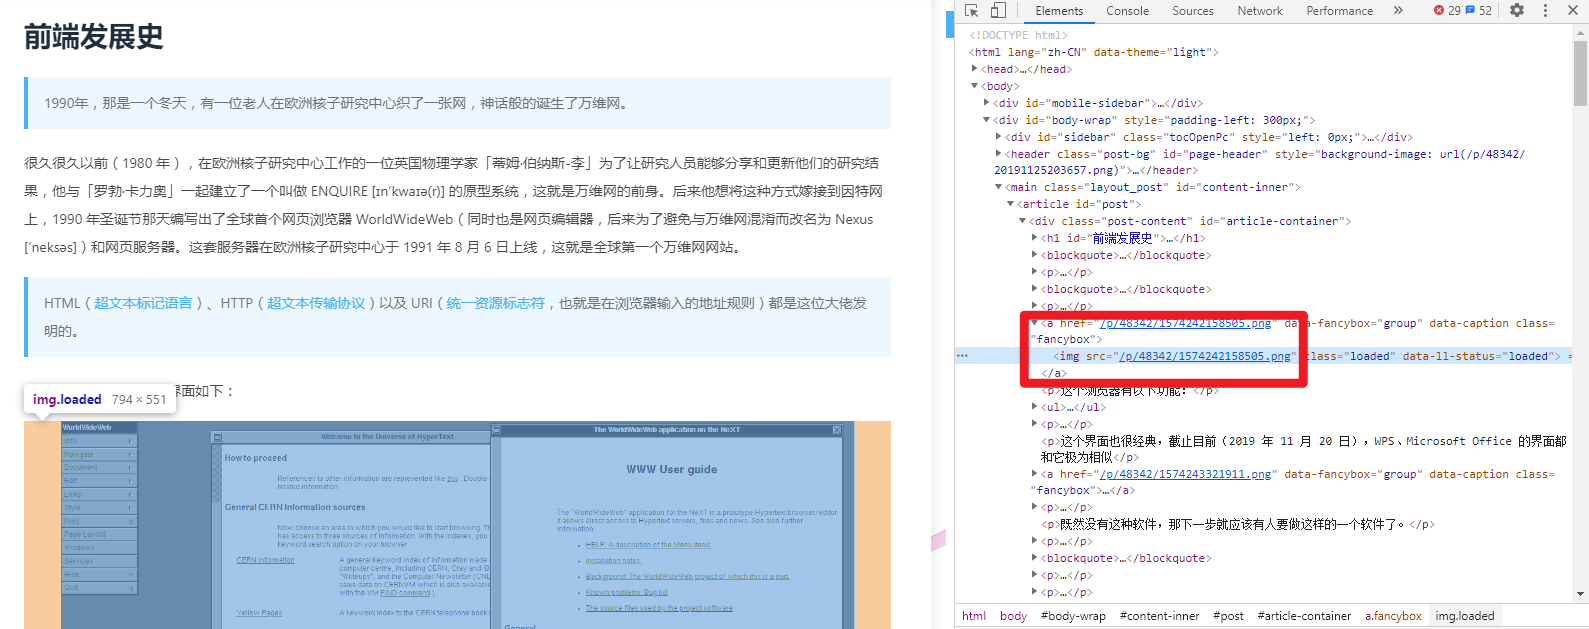 前端发展史
1990年，那是一个冬天，有一位老人在欧洲核子研究中心织了一张网，神话般的诞生了万维网。
很久很久以前（1980 年），在欧洲核子研究中心工作的一位英国物理学家「蒂姆·伯纳斯-李」为了让研究人员能够分享和更新他们的研究结
果，他与「罗勃·卡力奥」一起建立了一个叫做 ENQUIRE [ɪn'kwaɪə(r)] 的原型系统，这就是万维网的前身。后来他想将这种方式嫁接到因特网
上，1990 年圣诞节那天编写出了全球首个网页浏览器 WorldWideWeb（同时也是网页编辑器，后来为了避免与万维网混淆而改名为 Nexus
['neksəs]）和网页服务器。这套服务器在欧洲核子研究中心于 1991 年 8 月 6 日上线，这就是全球第一个万维网网站。
HTML（超文本标记语言）、HTTP（超文本传输协议）以及 URI（统一资源标志符，也就是在浏览器输入的地址规则）都是这位大佬发
明的。
界面如下：
img.loaded 794 × 551
WorldWideWeb
Info r
Navigate r
Document r
Edit r
Links r
Style r
Print p
Page Layout
Windows
Services
Hide h
Quit q
Welcome to the Universe of HyperText
How to proceed
References to other information are represented like this . Double-
related information.
General CERN Information sources
Now choose an area in which you would like to start browsing. Th
has access to three sources of information. With the indexes, you
keyword search option on your browser.
CERN Information A general keyword index of information made
computer centre, including CERN, Cray and IB
"Writeups", and the Computer Newsletter (CNL
same data on CERNVM which is also available
with the VM FIND command ).
Yellow Pages A keyword index to the CERN telephone book
The WorldWideWeb application on the NeXT
WWW User guide
The "WorldWideWeb" application for the NeXT is a prototype Hypertext browser/editor.
It allows direct access to Hypertext servers, files and news. See also further
information.
HELP: A description of the Menu items.
Installation notes.
Background: The WorldWideWeb project of which this is a part.
Known problems: Bug list
The source files used by the project software
General
Elements Console Sources Network Performance » 29 52
<!DOCTYPE html>
<html lang="zh-CN" data-theme="light">
<head>…</head>
<body>
<div id="mobile-sidebar">…</div>
<div id="body-wrap" style="padding-left: 300px;">
<div id="sidebar" class="tocOpenPc" style="left: 0px;">…</div>
<header class="post-bg" id="page-header" style="background-image: url(/p/48342/
20191125203657.png)">…</header>
<main class="layout_post" id="content-inner">
<article id="post">
<div class="post-content" id="article-container">
<h1 id="前端发展史">…</h1>
<blockquote>…</blockquote>
<p>…</p>
<blockquote>…</blockquote>
<p>…</p>
<a href="/p/48342/1574242158505.png" data-fancybox="group" data-caption class=
"fancybox">
<img src="/p/48342/1574242158505.png" class="loaded" data-ll-status="loaded"> =
</a>
<p>这个浏览器有以下功能：</p>
<ul>…</ul>
<p>…</p>
<p>这个界面也很经典，截止目前（2019 年 11 月 20 日），WPS、Microsoft Office 的界面都
和它极为相似</p>
<a href="/p/48342/1574243321911.png" data-fancybox="group" data-caption class=
"fancybox">…</a>
<p>…</p>
<p>既然没有这种软件，那下一步就应该有人要做这样的一个软件了。</p>
<p>…</p>
<blockquote>…</blockquote>
<p>…</p>
<p>…</p>
html body #body-wrap #content-inner #post #article-container a.fancybox img.loaded